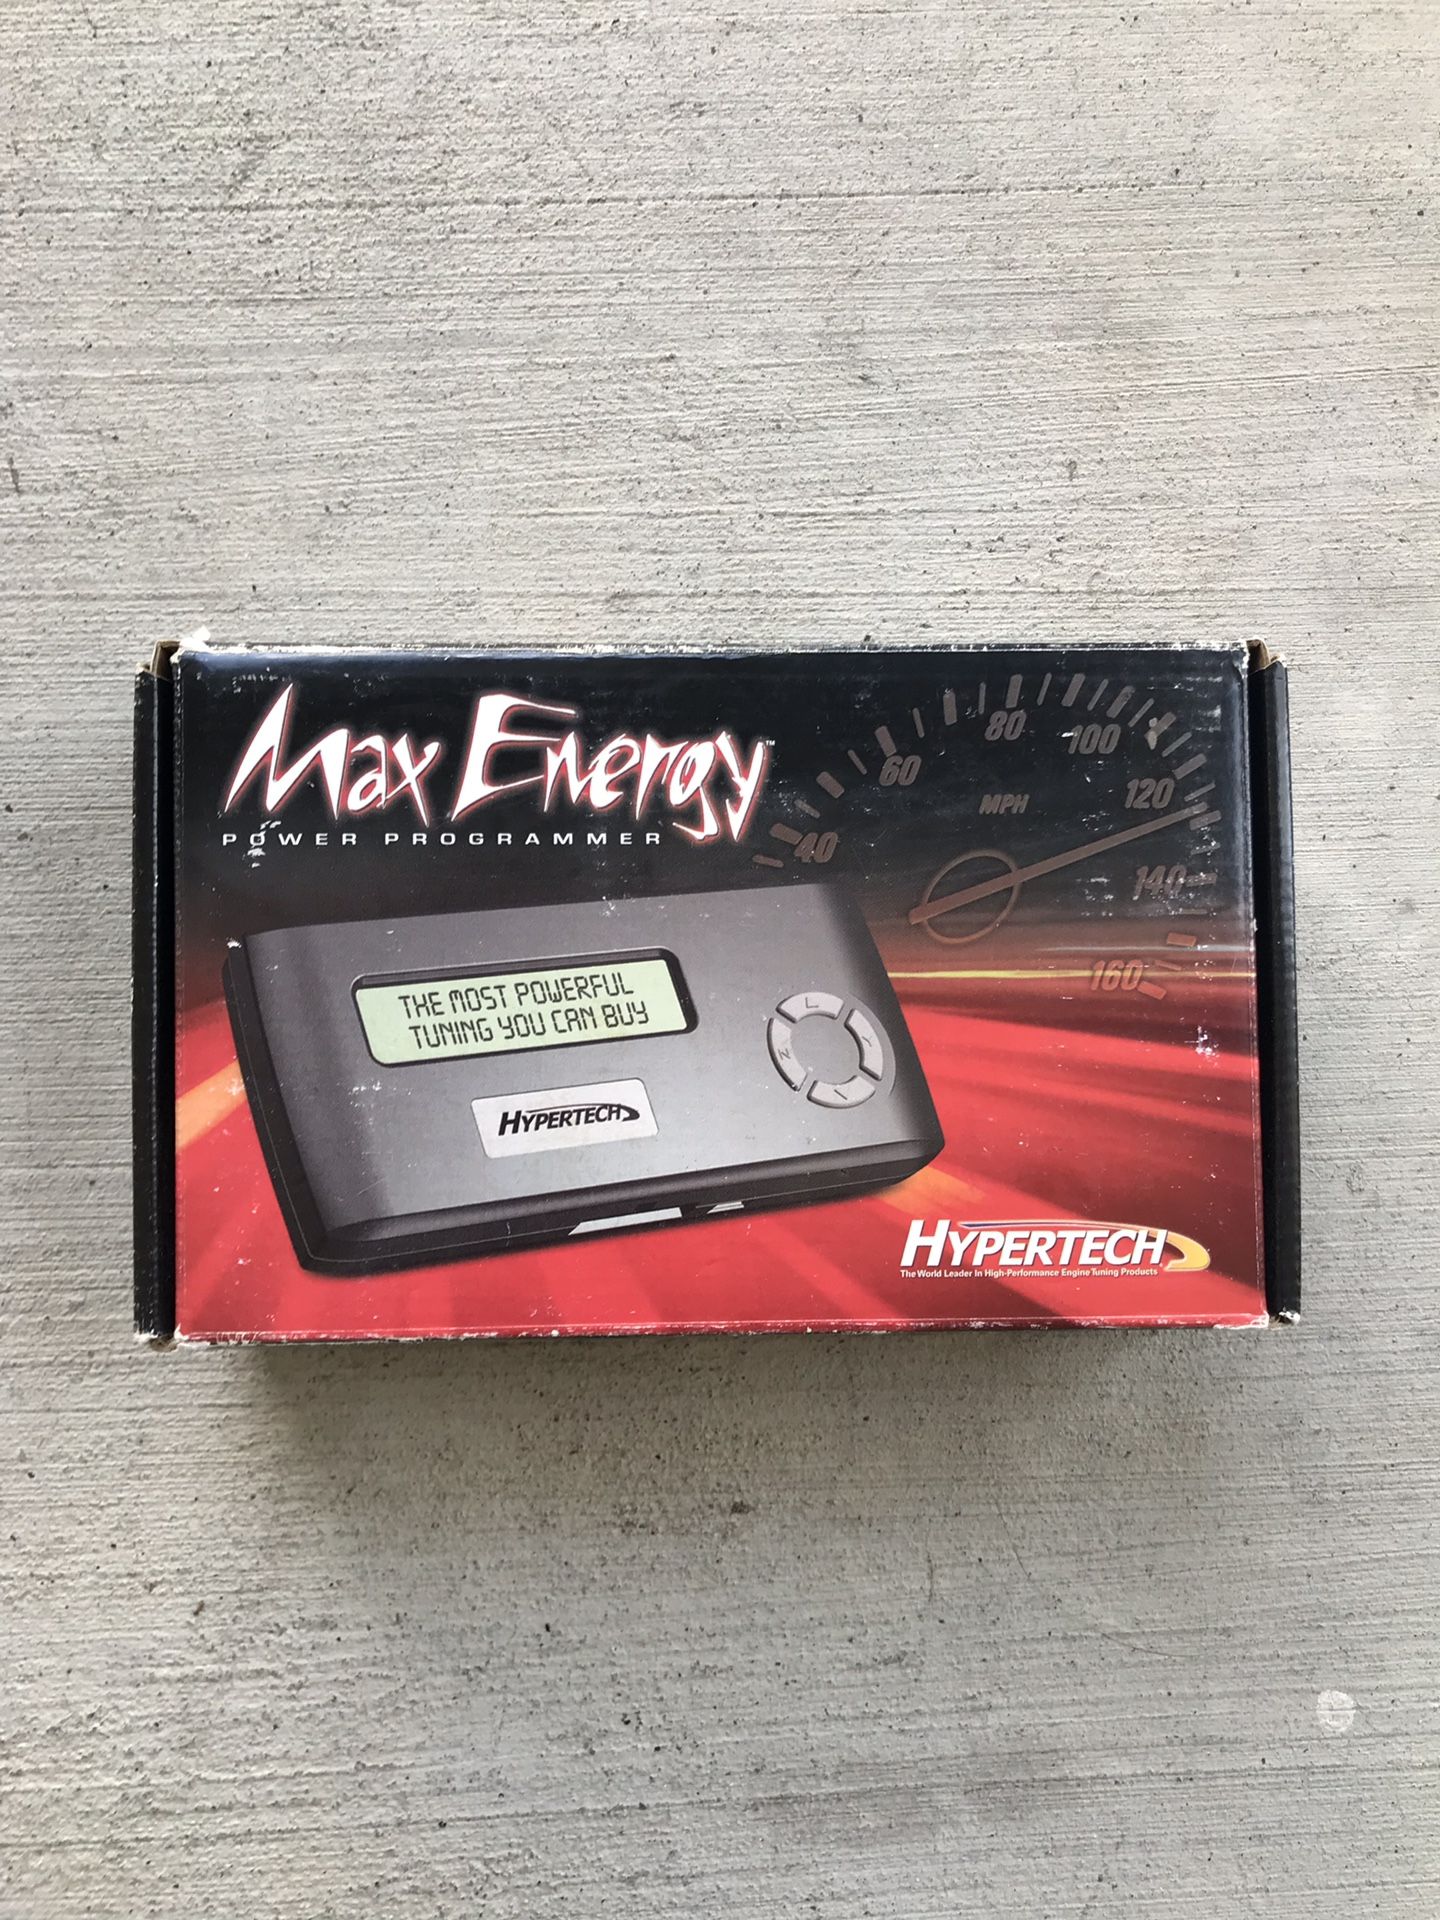 Max Energy™
POWER PROGRAMMER
40
60
80
100
120
140
160
MPH
THE MOST POWERFUL
TUNING YOU CAN BUY
HYPERTECH
N
Y
HYPERTECH
The World Leader In High-Performance Engine Tuning Products